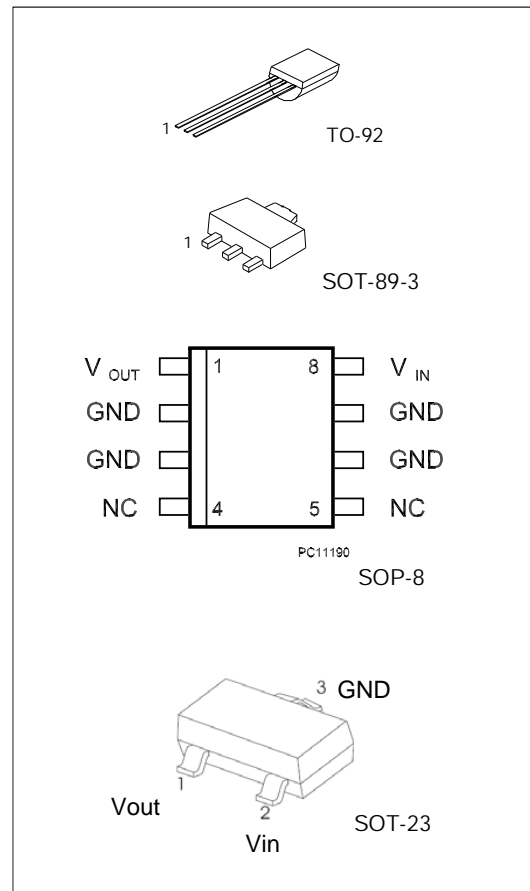 1
TO-92
1
SOT-89-3
V OUT 1 8 V IN
GND GND
GND GND
NC 4 5 NC
PC11190
SOP-8
3 GND
1
Vout
2
Vin
SOT-23